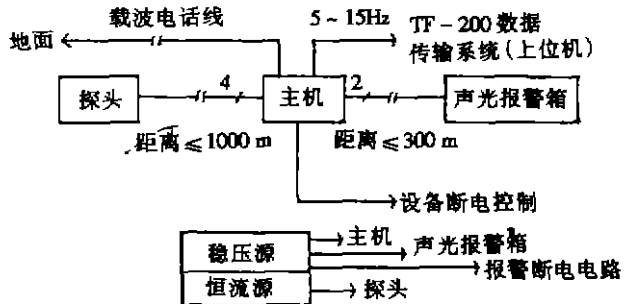 载波电话线
5~15Hz
TF-200数据
地面
传输系统(上位机)
探头
4
主机
2
声光报警箱
距离≤1000 m
距离≤300 m
设备断电控制
稳压源
主机
声光报警箱
报警断电电路
恒流源
探头